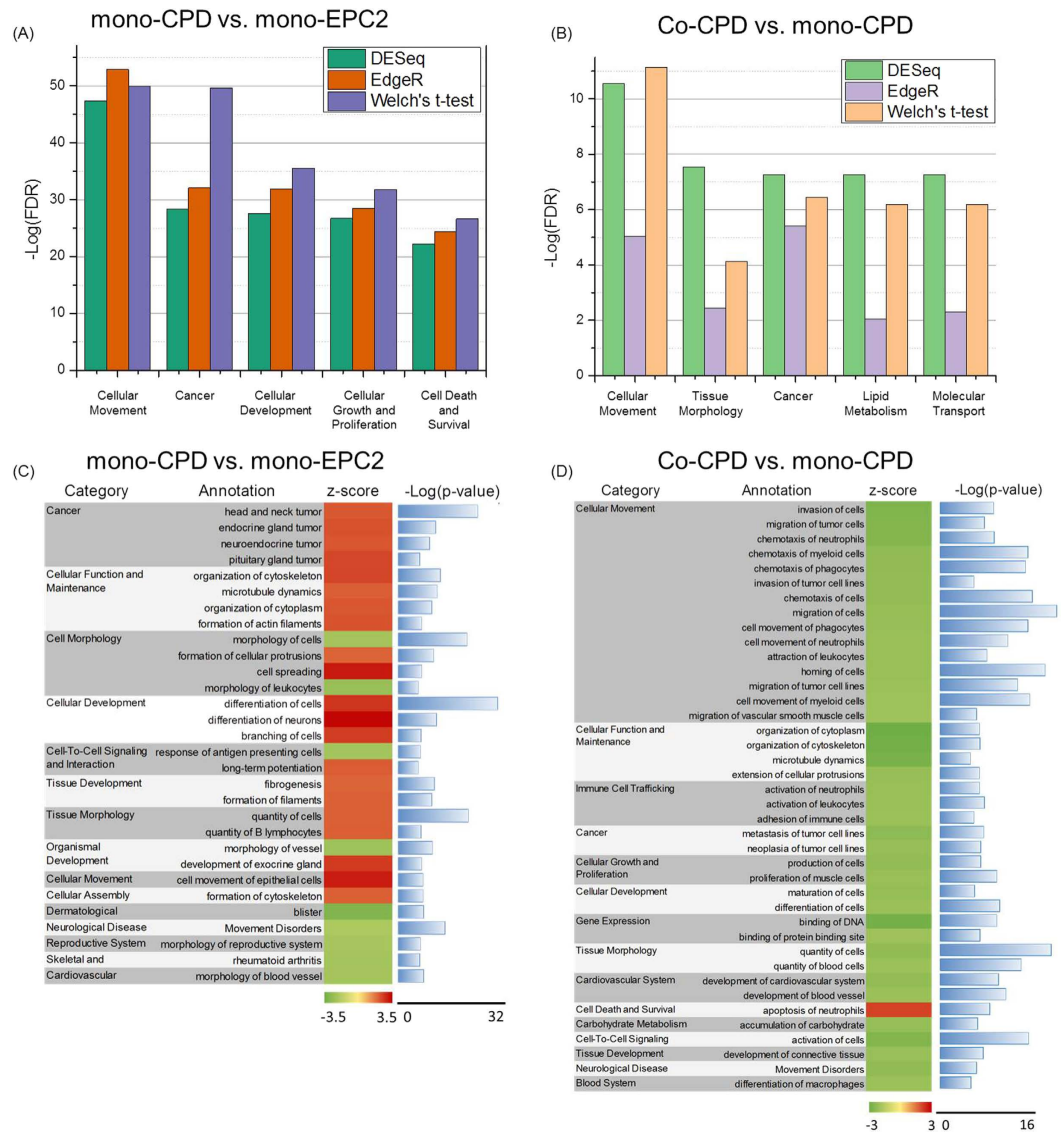 mono-CPD vs. mono-EPC2
(A)
DESeq
EdgeR
Welch's t-test
-Log(FDR)
50
40
30
20
10
0
Cellular Movement
Cancer
Cellular Development
Cellular Growth and Proliferation
Cell Death and Survival
Co-CPD vs. mono-CPD
(B)
DESeq
EdgeR
Welch's t-test
-Log(FDR)
10
8
6
4
2
0
Cellular Movement
Tissue Morphology
Cancer
Lipid Metabolism
Molecular Transport
(C)
mono-CPD vs. mono-EPC2
Category Annotation z-score -Log(p-value)
Cancer head and neck tumor
endocrine gland tumor
neuroendocrine tumor
pituitary gland tumor
Cellular Function and Maintenance organization of cytoskeleton
microtubule dynamics
organization of cytoplasm
formation of actin filaments
Cell Morphology morphology of cells
formation of cellular protrusions
cell spreading
morphology of leukocytes
Cellular Development differentiation of cells
differentiation of neurons
branching of cells
Cell-To-Cell Signaling and Interaction response of antigen presenting cells
long-term potentiation
Tissue Development fibrogenesis
formation of filaments
Tissue Morphology quantity of cells
quantity of B lymphocytes
Organismal Development morphology of vessel
development of exocrine gland
Cellular Movement cell movement of epithelial cells
Cellular Assembly formation of cytoskeleton
Dermatological blister
Neurological Disease Movement Disorders
Reproductive System morphology of reproductive system
Skeletal and rheumatoid arthritis
Cardiovascular morphology of blood vessel
-3.5 3.5 0 32
(D)
Co-CPD vs. mono-CPD
Category Annotation z-score -Log(p-value)
Cellular Movement invasion of cells
migration of tumor cells
chemotaxis of neutrophils
chemotaxis of myeloid cells
chemotaxis of phagocytes
invasion of tumor cell lines
chemotaxis of cells
migration of cells
cell movement of phagocytes
cell movement of neutrophils
attraction of leukocytes
homing of cells
migration of tumor cell lines
cell movement of myeloid cells
migration of vascular smooth muscle cells
Cellular Function and Maintenance organization of cytoplasm
organization of cytoskeleton
microtubule dynamics
extension of cellular protrusions
Immune Cell Trafficking activation of neutrophils
activation of leukocytes
adhesion of immune cells
Cancer metastasis of tumor cell lines
neoplasia of tumor cell lines
Cellular Growth and Proliferation production of cells
proliferation of muscle cells
Cellular Development maturation of cells
differentiation of cells
Gene Expression binding of DNA
binding of protein binding site
Tissue Morphology quantity of cells
quantity of blood cells
Cardiovascular System development of cardiovascular system
development of blood vessel
Cell Death and Survival apoptosis of neutrophils
Carbohydrate Metabolism accumulation of carbohydrate
Cell-To-Cell Signaling activation of cells
Tissue Development development of connective tissue
Neurological Disease Movement Disorders
Blood System differentiation of macrophages
-3 3 0 16